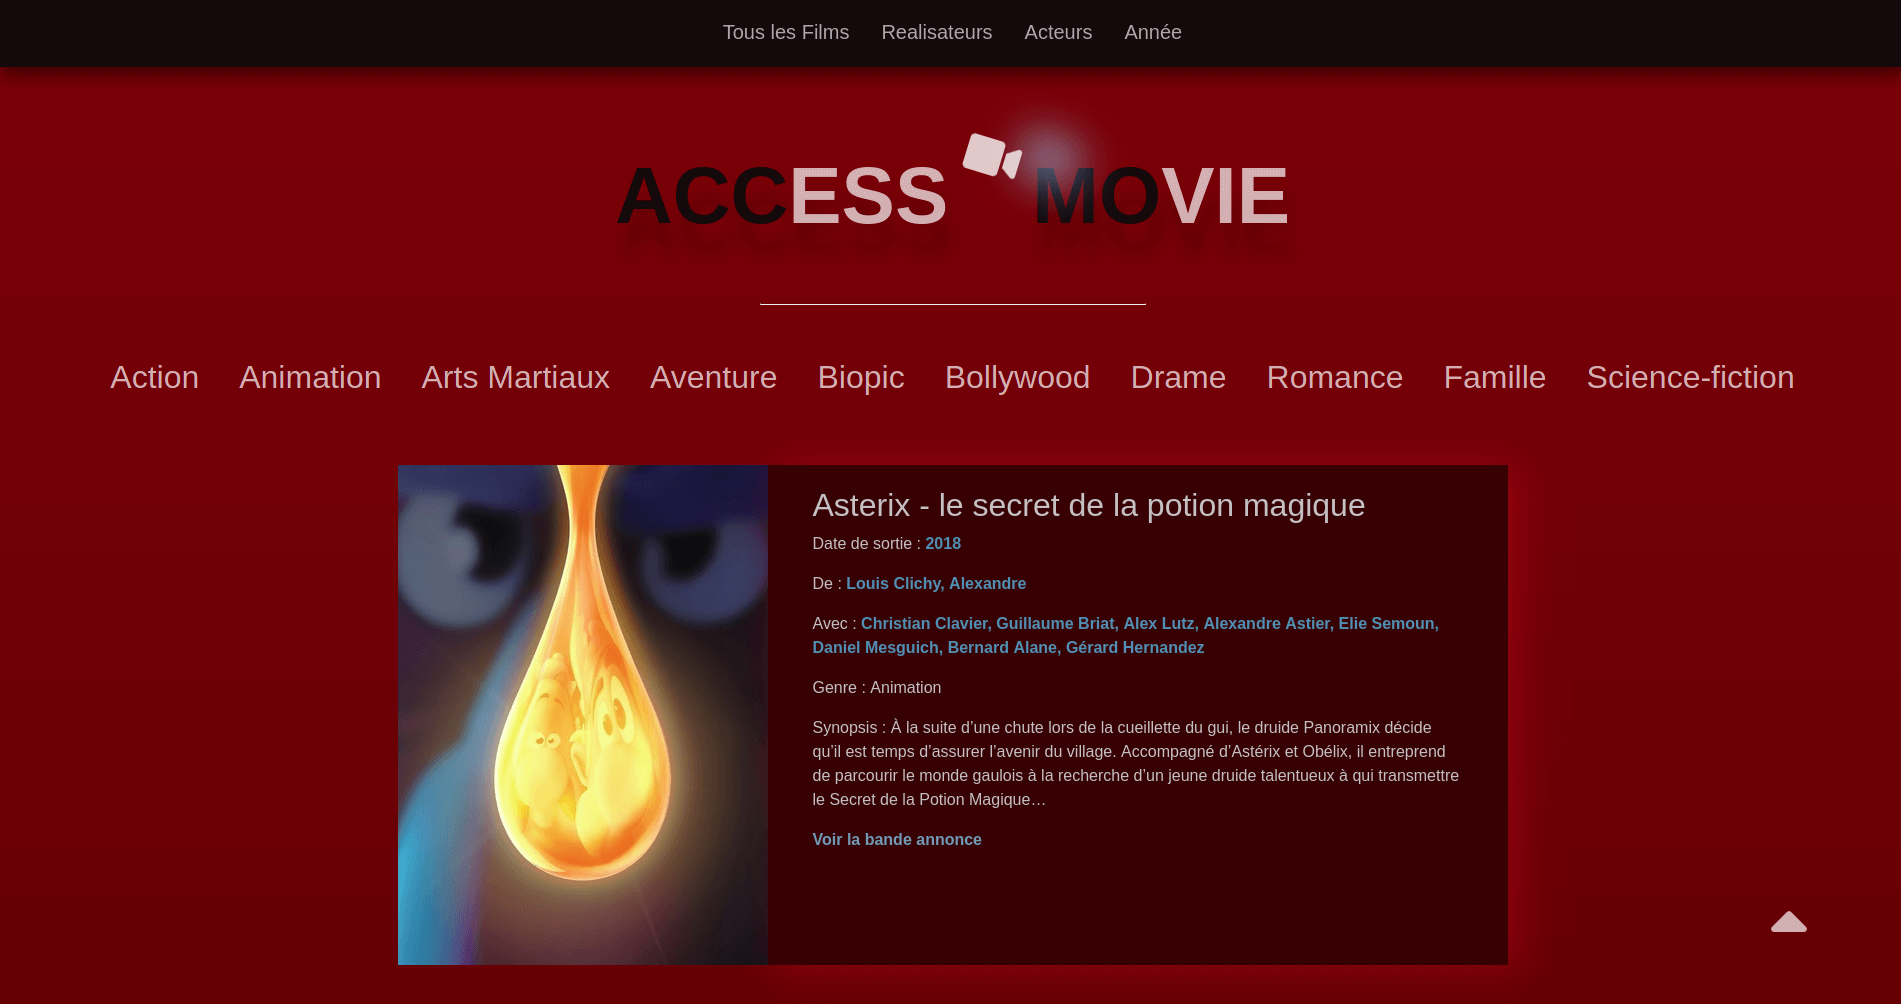 Tous les Films Realisateurs Acteurs Année
ACCESS MOVIE
Action Animation Arts Martiaux Aventure Biopic Bollywood Drame Romance Famille Science-fiction
Asterix - le secret de la potion magique
Date de sortie : 2018
De : Louis Clichy, Alexandre
Avec : Christian Clavier, Guillaume Briat, Alex Lutz, Alexandre Astier, Elie Semoun,
Daniel Mesguich, Bernard Alane, Gérard Hernandez
Genre : Animation
Synopsis : À la suite d’une chute lors de la cueillette du gui, le druide Panoramix décide
qu’il est temps d’assurer l’avenir du village. Accompagné d’Astérix et Obélix, il entreprend
de parcourir le monde gaulois à la recherche d’un jeune druide talentueux à qui transmettre
le Secret de la Potion Magique…
Voir la bande annonce